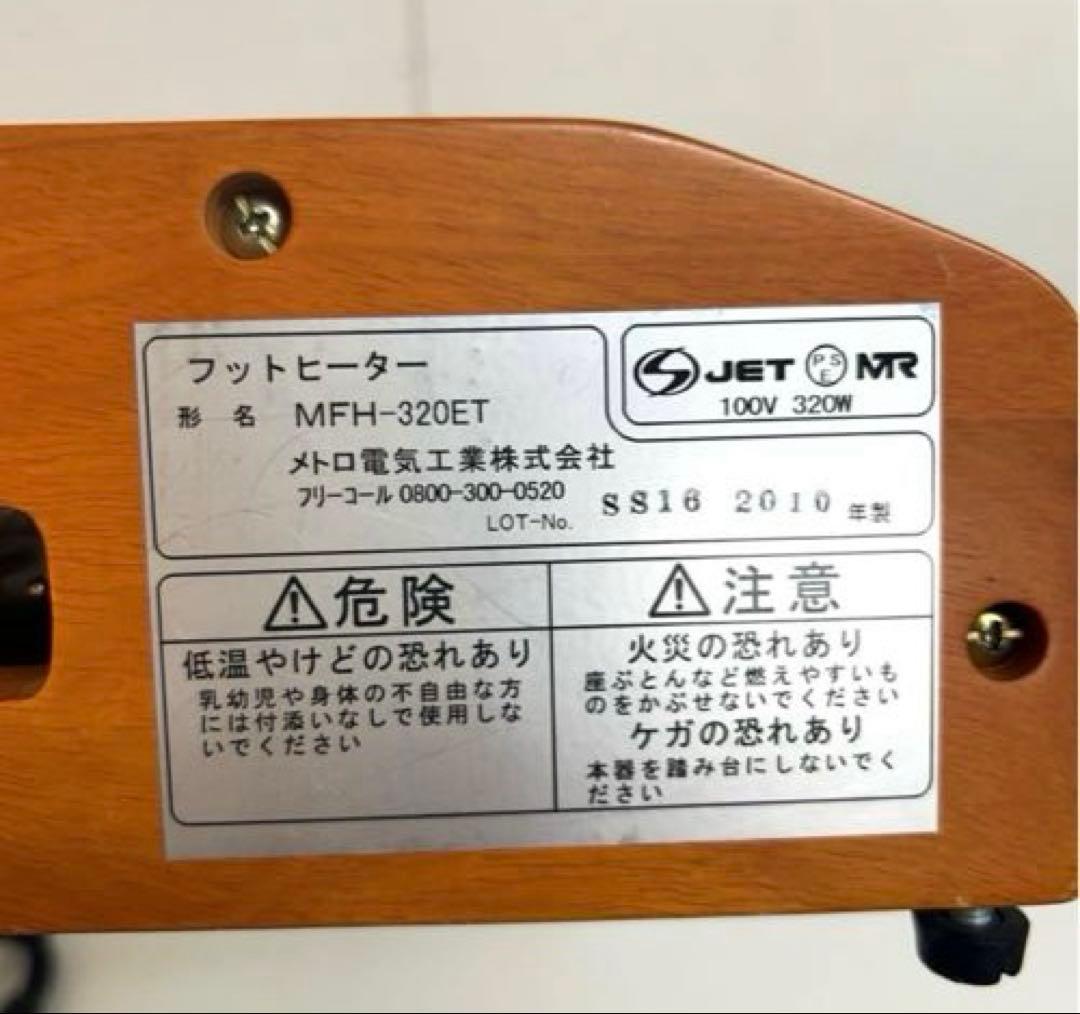 フットヒーター
形名 MFH-320ET
メトロ電気工業株式会社
フリーコール 0800-300-0520
LOT-No. SS16 2010年製
JET PSE MTR
100V 320W
危険
低温やけどの恐れあり
乳幼児や身体の不自由な方
には付添いなしで使用しな
いでください
注意
火災の恐れあり
座ぶとんなど燃えやすいも
のをかぶせないでください
ケガの恐れあり
本器を踏み台にしないでく
ださい